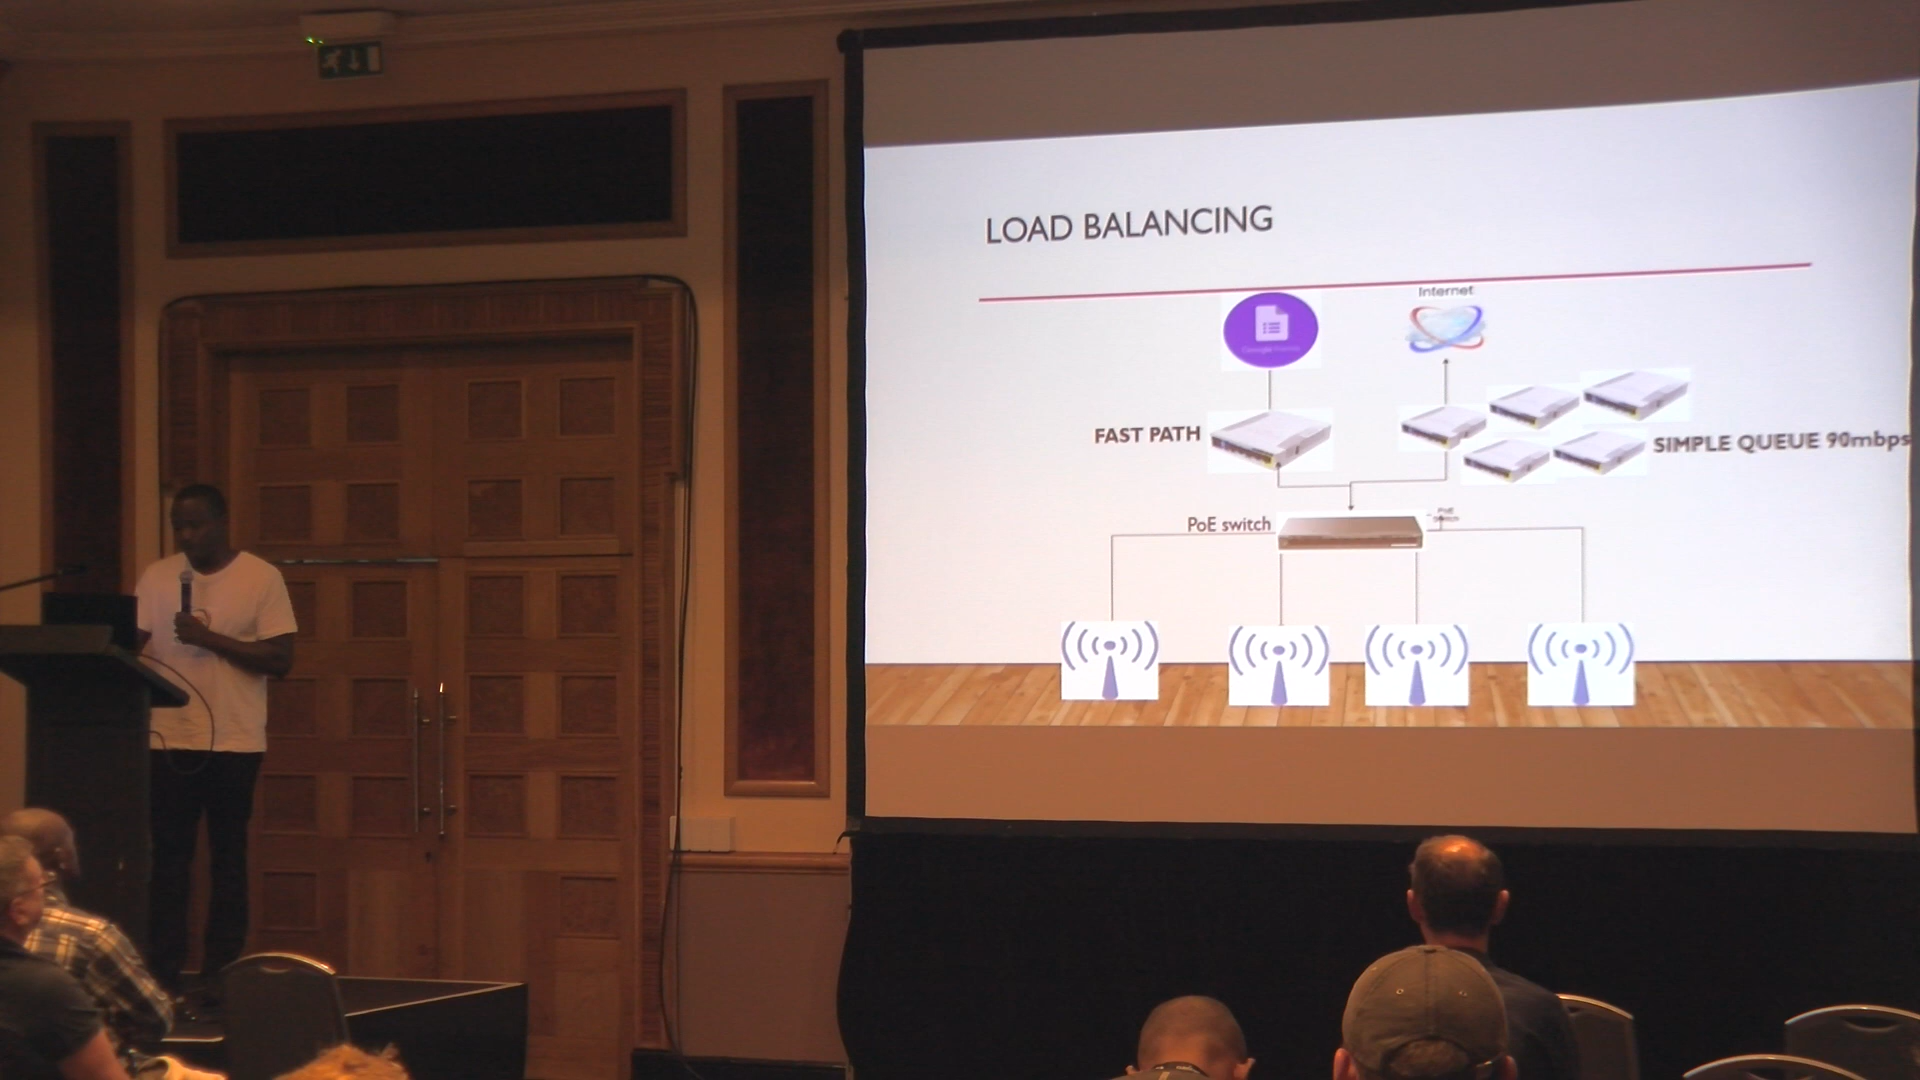 LOAD BALANCING
Internet
FAST PATH
SIMPLE QUEUE 90mbps
PoE switch